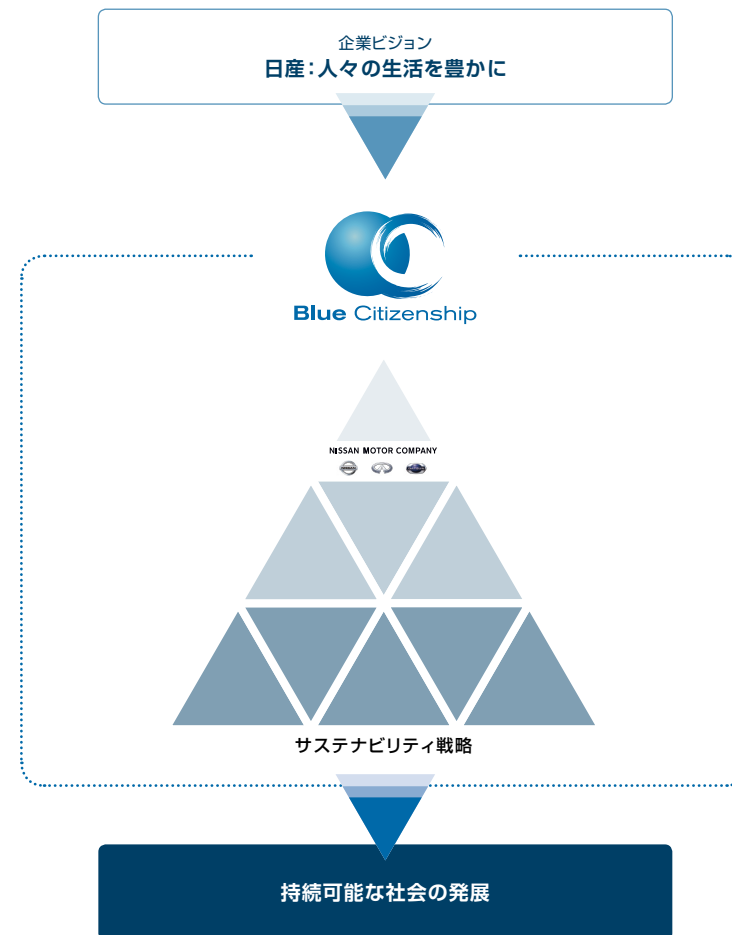 企業ビジョン
日産：人々の生活を豊かに
Blue Citizenship
NISSAN MOTOR COMPANY
サステナビリティ戦略
持続可能な社会の発展